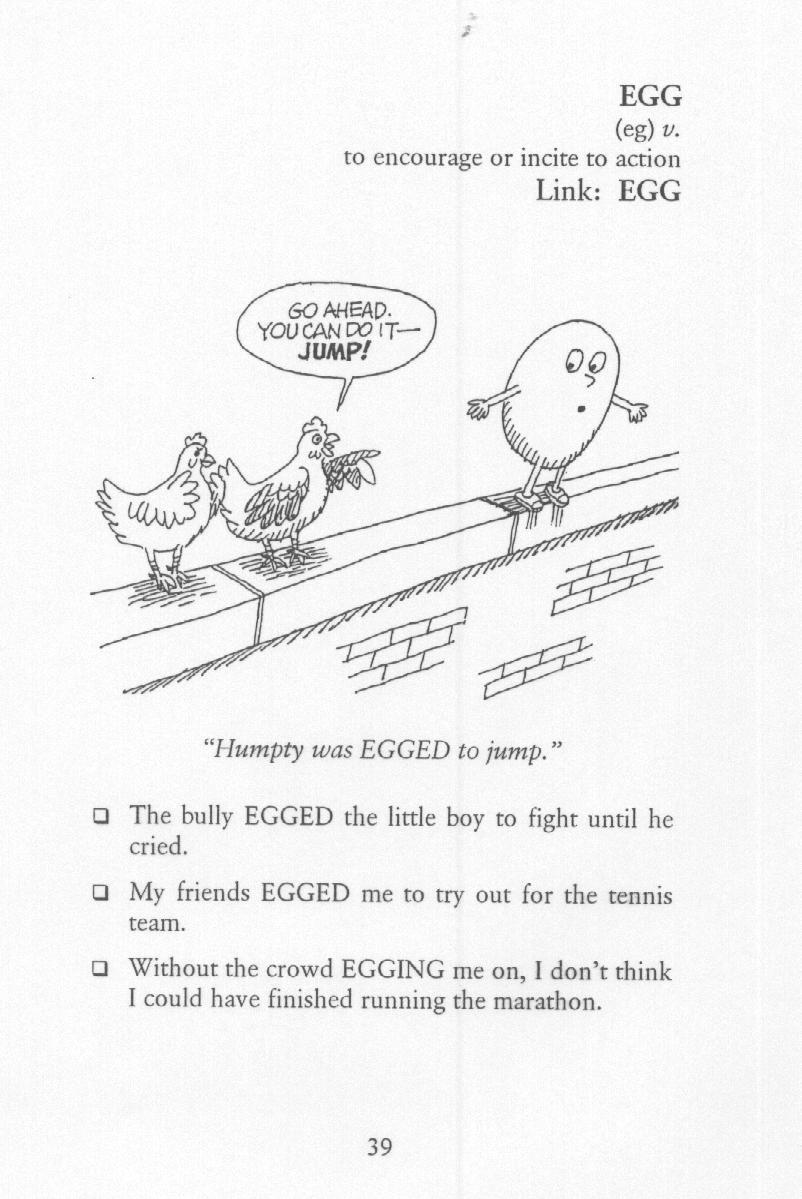 EGG
(eg) v.
to encourage or incite to action
Link: EGG
GO AHEAD.
YOU CAN DO IT—
JUMP!
“Humpty was EGGED to jump.”
❑ The bully EGGED the little boy to fight until he
cried.
❑ My friends EGGED me to try out for the tennis
team.
❑ Without the crowd EGGING me on, I don’t think
I could have finished running the marathon.
39